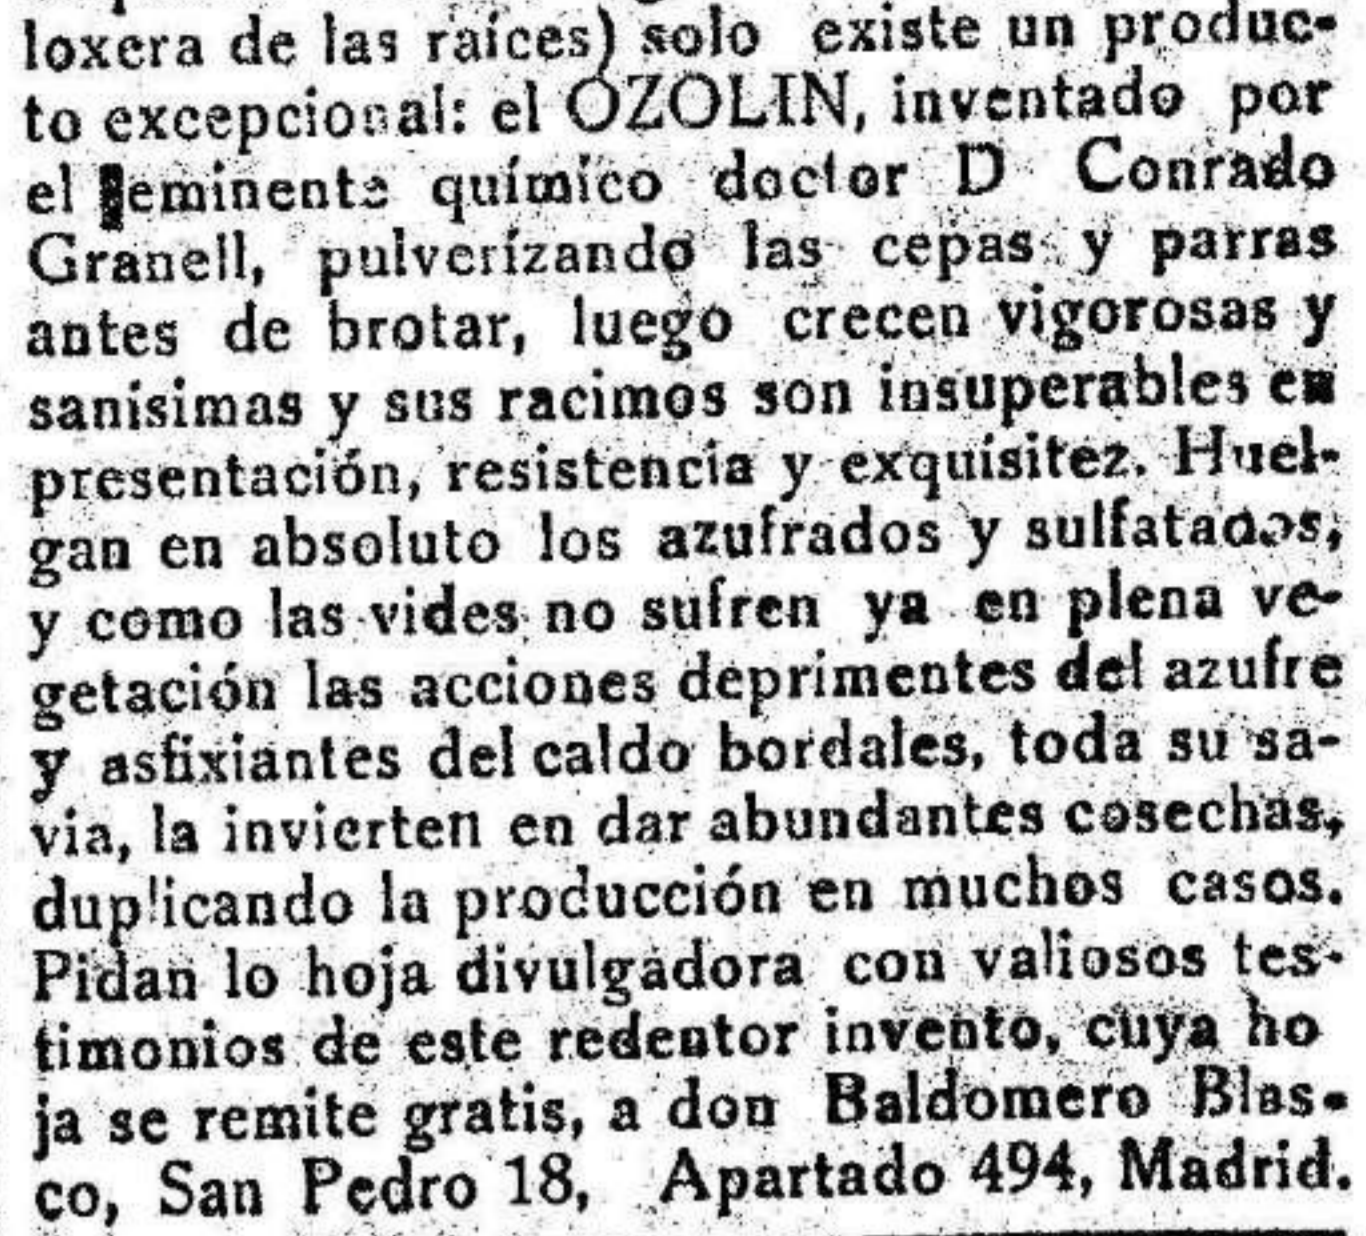 loxera de las raíces) solo existe un produc-
to excepcional: el OZOLIN, inventado por
el eminente químico doctor D Conrado
Granell, pulverizando las cepas y parras
antes de brotar, luego crecen vigorosas y
sanisimas y sus racimos son insuperables en
presentación, resistencia y exquisitez. Huel-
gan en absoluto los azufrados y sulfatados,
y como las vides no sufren ya en plena ve-
getación las acciones deprimentes del azufre
y asfixiantes del caldo bordales, toda su sa-
via, la invierten en dar abundantes cosechas,
duplicando la producción en muchos casos.
Pidan lo hoja divulgadora con valiosos tes-
timonios de este redentor invento, cuya ho
ja se remite gratis, a don Baldomero Blas-
co, San Pedro 18, Apartado 494, Madrid.